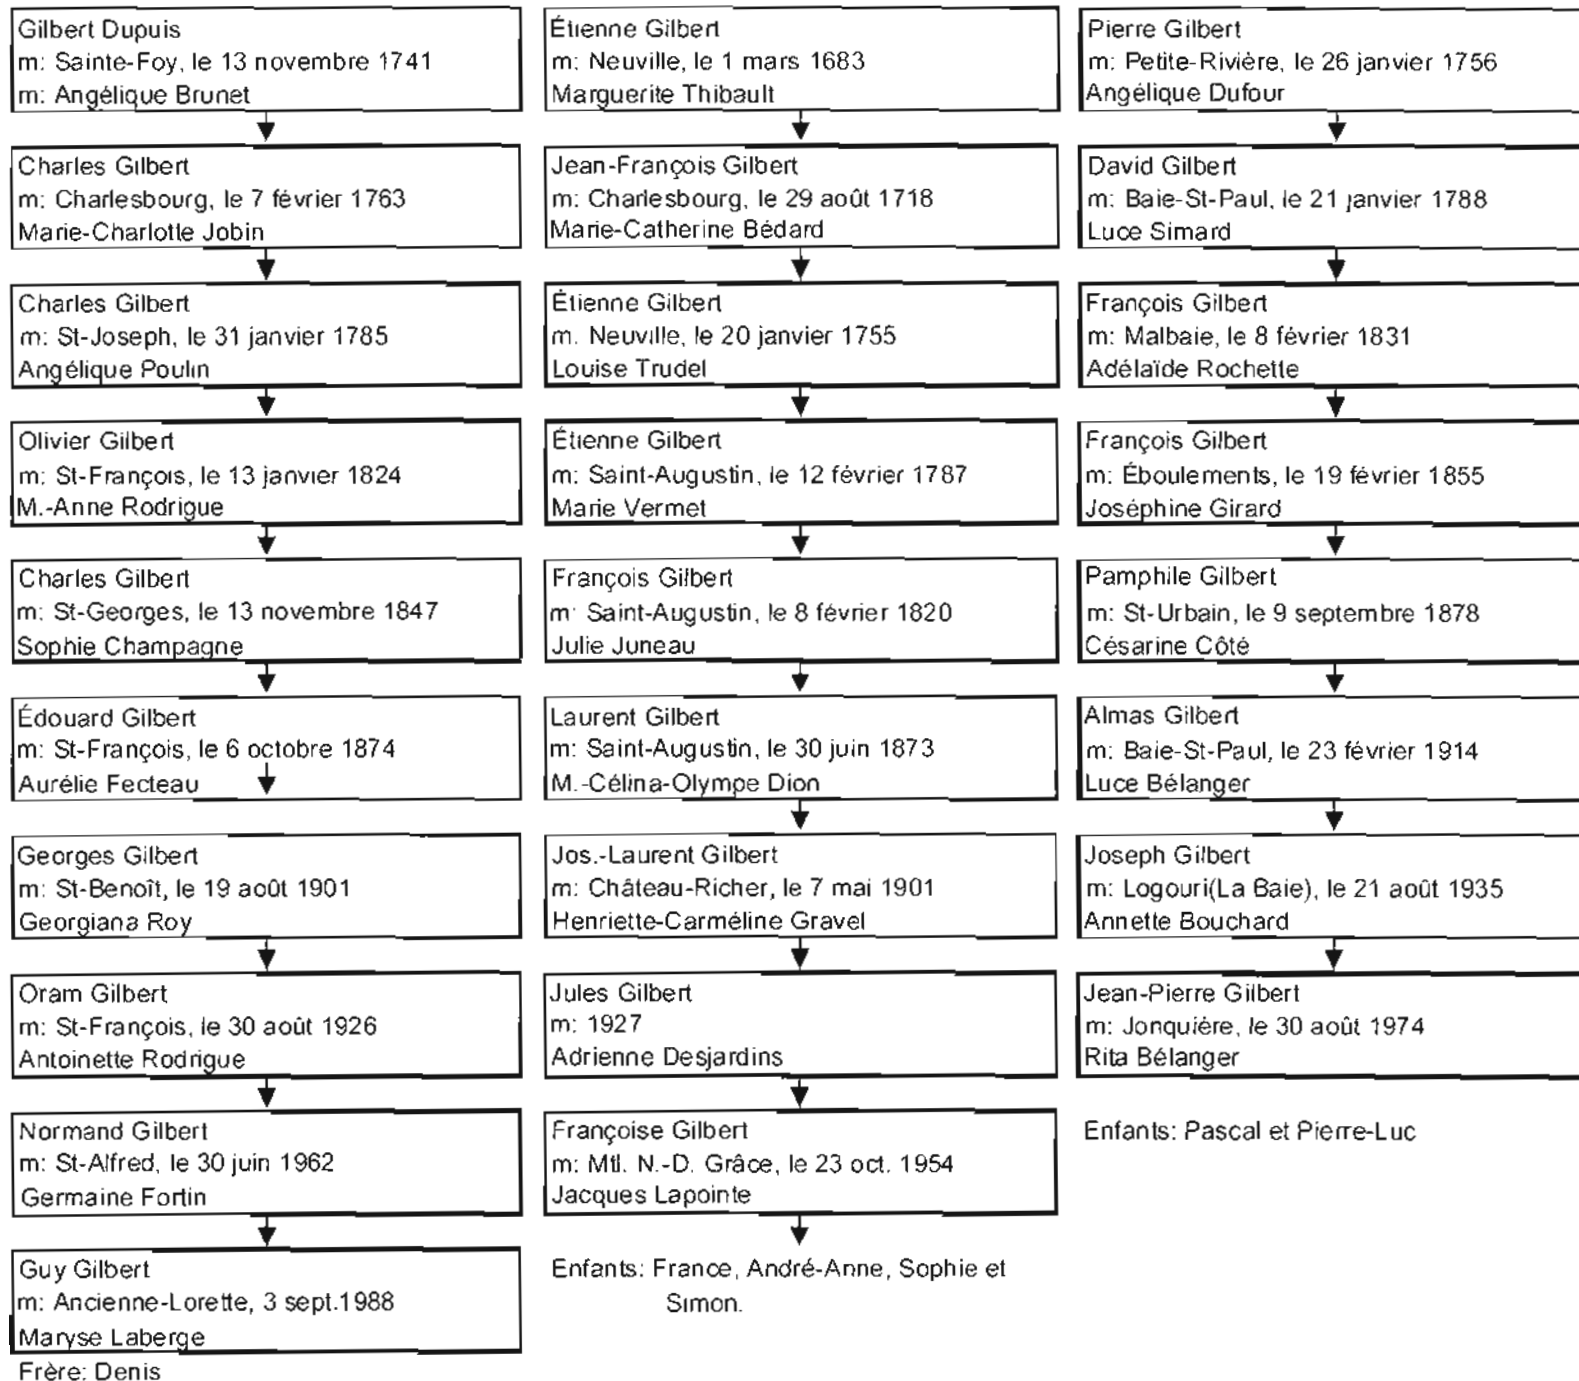 Gilbert Dupuis
m: Sainte-Foy, le 13 novembre 1741
m: Angélique Brunet
Charles Gilbert
m: Charlesbourg, le 7 février 1763
Marie-Charlotte Jobin
Charles Gilbert
m: St-Joseph, le 31 janvier 1785
Angélique Poulin
Olivier Gilbert
m: St-François, le 13 janvier 1824
M.-Anne Rodrigue
Charles Gilbert
m: St-Georges, le 13 novembre 1847
Sophie Champagne
Édouard Gilbert
m: St-François, le 6 octobre 1874
Aurélie Fecteau
Georges Gilbert
m: St-Benoît, le 19 août 1901
Georgiana Roy
Oram Gilbert
m: St-François, le 30 août 1926
Antoinette Rodrigue
Normand Gilbert
m: St-Alfred, le 30 juin 1962
Germaine Fortin
Guy Gilbert
m: Ancienne-Lorette, 3 sept.1988
Maryse Laberge
Frère: Denis
Étienne Gilbert
m: Neuville, le 1 mars 1683
Marguerite Thibault
Jean-François Gilbert
m: Charlesbourg, le 29 août 1718
Marie-Catherine Bédard
Étienne Gilbert
m. Neuville, le 20 janvier 1755
Louise Trudel
Étienne Gilbert
m: Saint-Augustin, le 12 février 1787
Marie Vermet
François Gilbert
m: Saint-Augustin, le 8 février 1820
Julie Juneau
Laurent Gilbert
m: Saint-Augustin, le 30 juin 1873
M.-Célina-Olympe Dion
Jos.-Laurent Gilbert
m: Château-Richer, le 7 mai 1901
Henriette-Carméline Gravel
Jules Gilbert
m: 1927
Adrienne Desjardins
Françoise Gilbert
m: Mtl. N.-D. Grâce, le 23 oct. 1954
Jacques Lapointe
Enfants: France, André-Anne, Sophie et
Simon.
Pierre Gilbert
m: Petite-Rivière, le 26 janvier 1756
Angélique Dufour
David Gilbert
m: Baie-St-Paul, le 21 janvier 1788
Luce Simard
François Gilbert
m: Malbaie, le 8 février 1831
Adélaïde Rochette
François Gilbert
m: Éboulements, le 19 février 1855
Joséphine Girard
Pamphile Gilbert
m: St-Urbain, le 9 septembre 1878
Césarine Côté
Almas Gilbert
m: Baie-St-Paul, le 23 février 1914
Luce Bélanger
Joseph Gilbert
m: Logouri(La Baie), le 21 août 1935
Annette Bouchard
Jean-Pierre Gilbert
m: Jonquière, le 30 août 1974
Rita Bélanger
Enfants: Pascal et Pierre-Luc